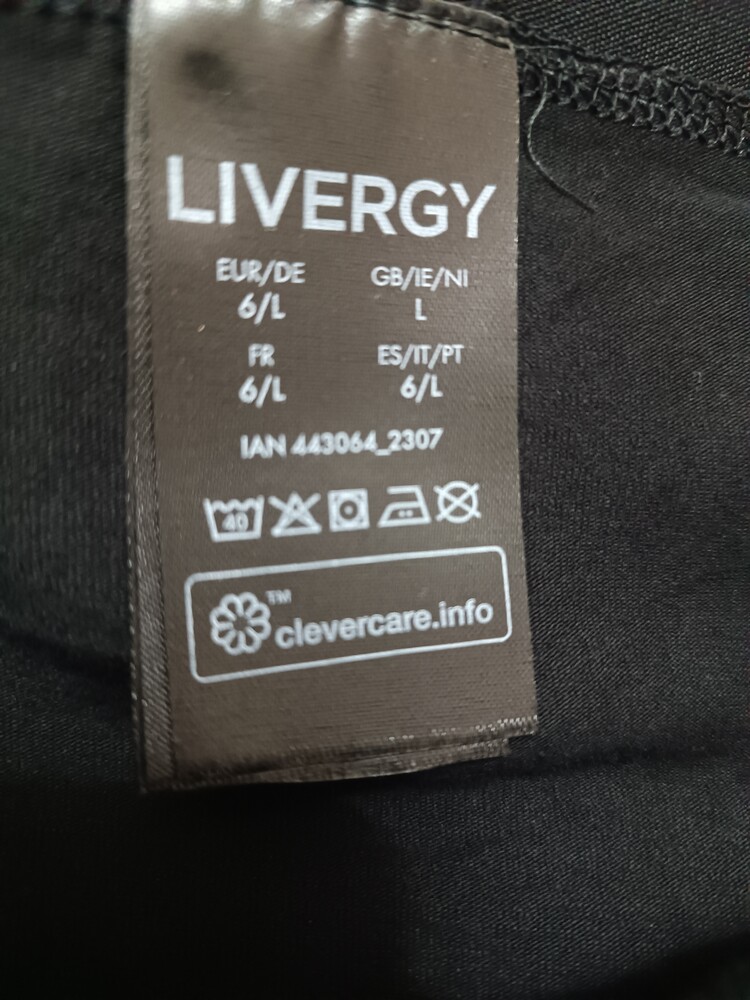 LIVERGY
EUR/DE GB/IE/NI
6/L L
FR ES/IT/PT
6/L 6/L
IAN 443064_2307
40
™ clevercare.info